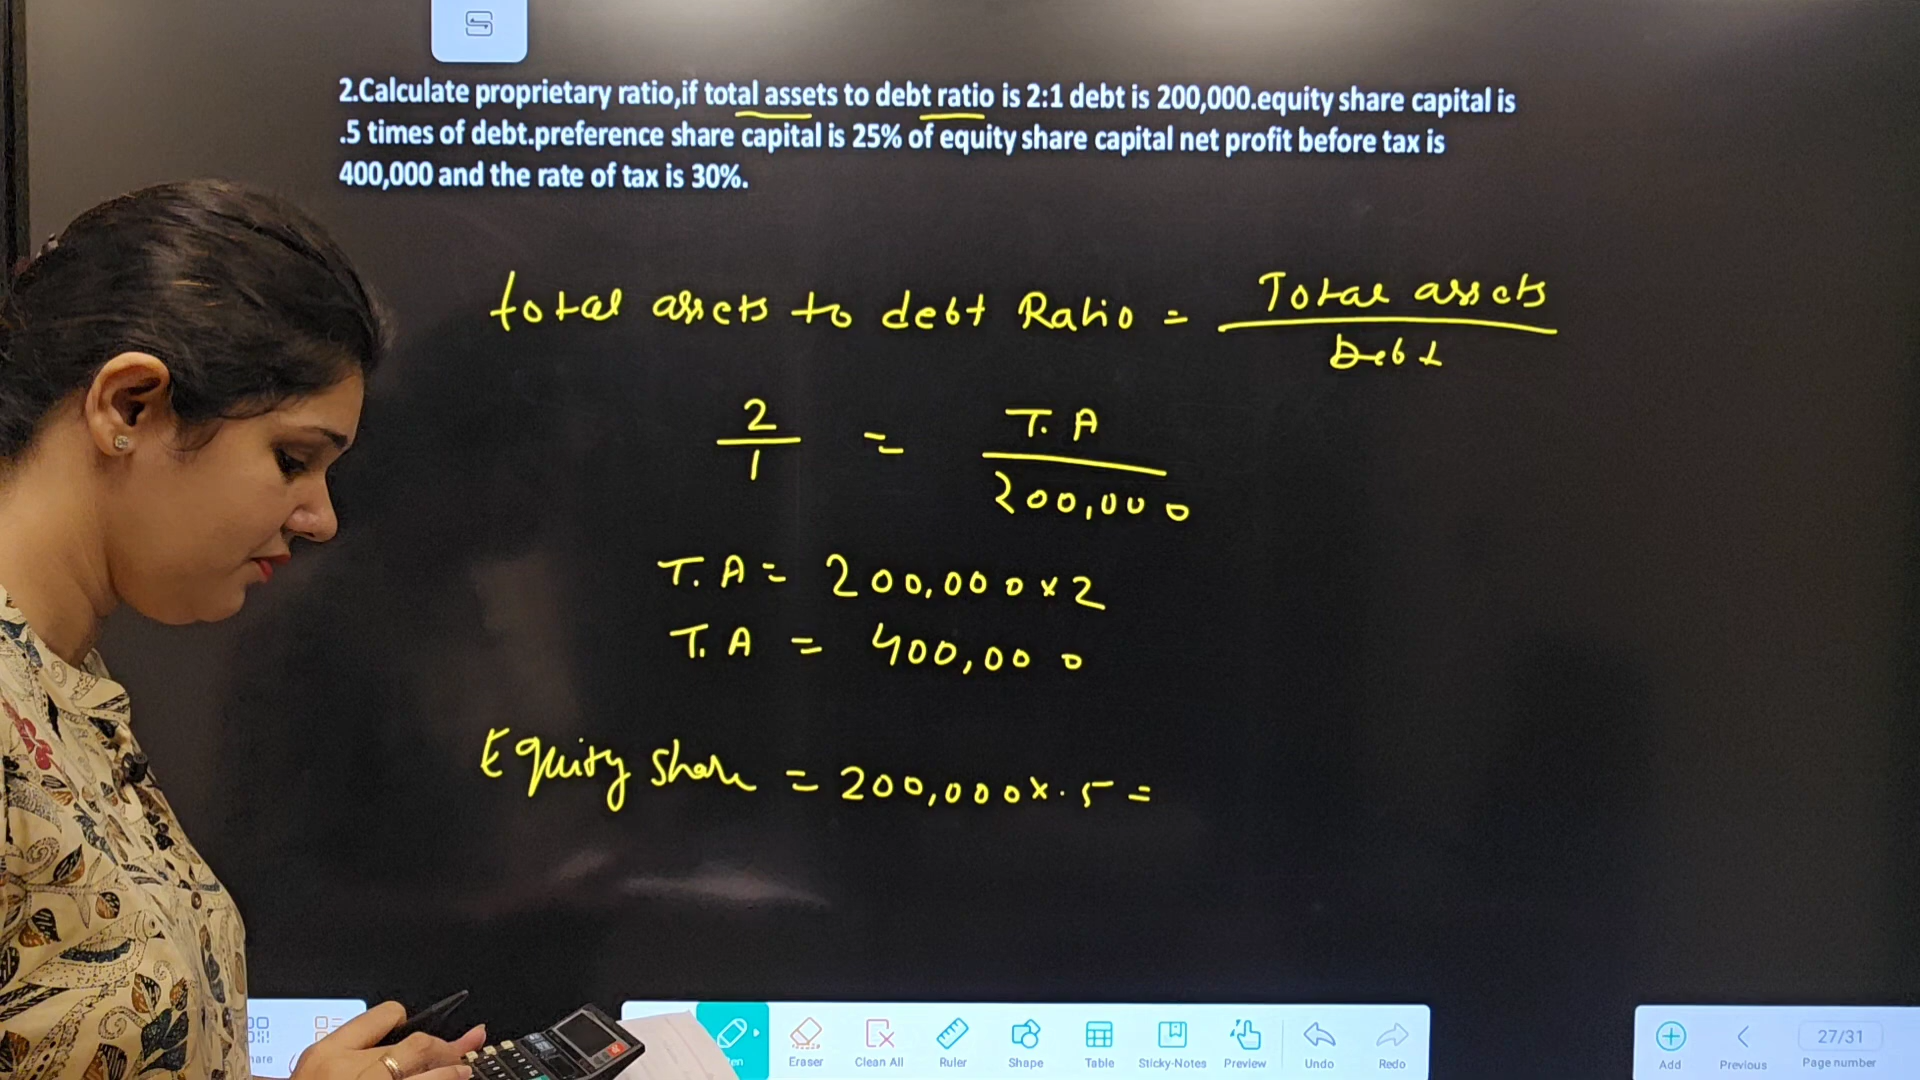 2.Calculate proprietary ratio,if total assets to debt ratio is 2:1 debt is 200,000.equity share capital is
.5 times of debt.preference share capital is 25% of equity share capital net profit before tax is
400,000 and the rate of tax is 30%.
total assets to debt Ratio = Total assets
Debt
2 = T. A
1 200,000
T. A = 200,000 x 2
T. A = 400,000
Equity share = 200,000 x .5 =
Eraser Clean All Ruler Shape Table Sticky-Notes Preview Undo Redo
27/31
Add Previous Page number